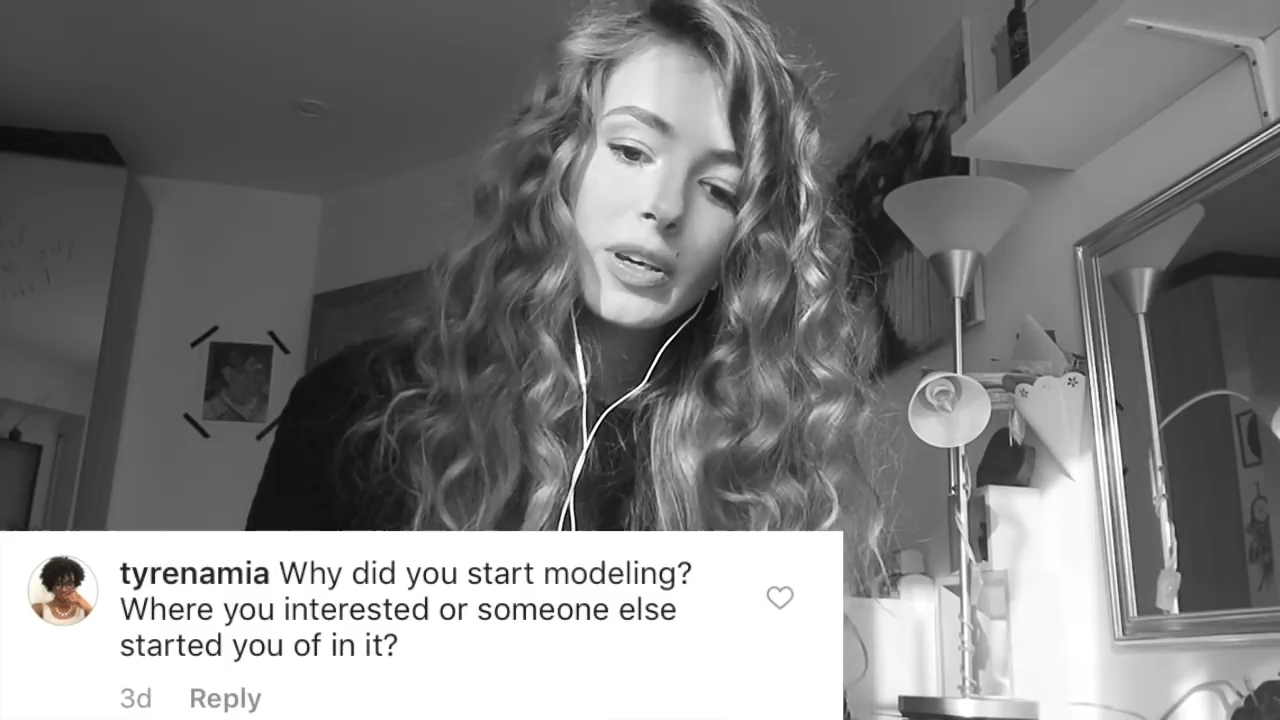 tyrenamia Why did you start modeling?
Where you interested or someone else
started you of in it?
3d Reply